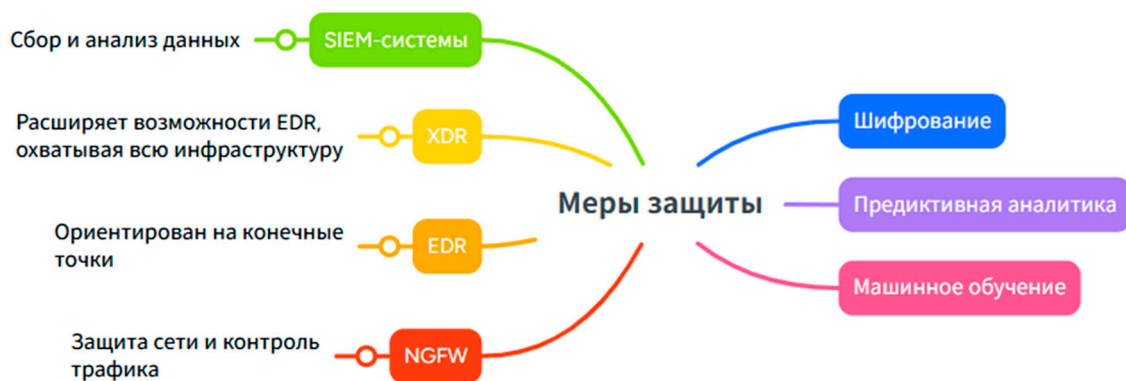 Сбор и анализ данных
SIEM-системы
Расширяет возможности EDR,
охватывая всю инфраструктуру
XDR
Ориентирован на конечные
точки
EDR
Защита сети и контроль
трафика
NGFW
Меры защиты
Шифрование
Предиктивная аналитика
Машинное обучение